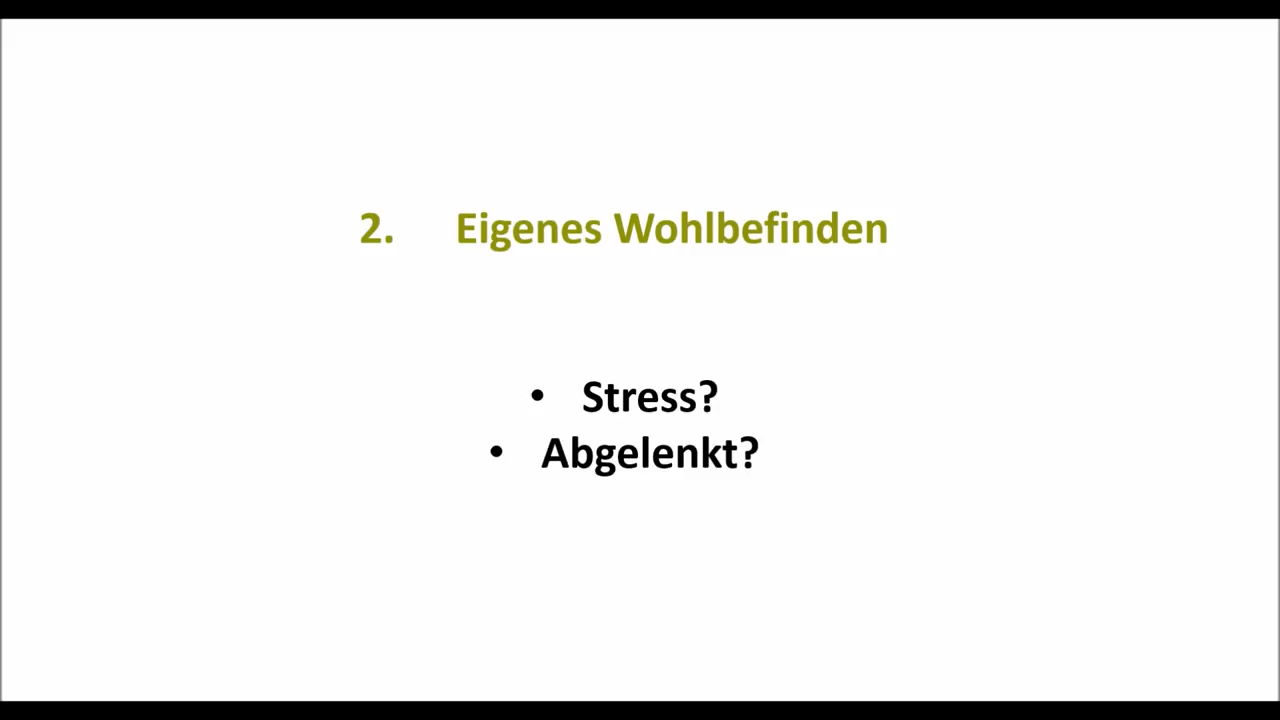 2. Eigenes Wohlbefinden
• Stress?
• Abgelenkt?